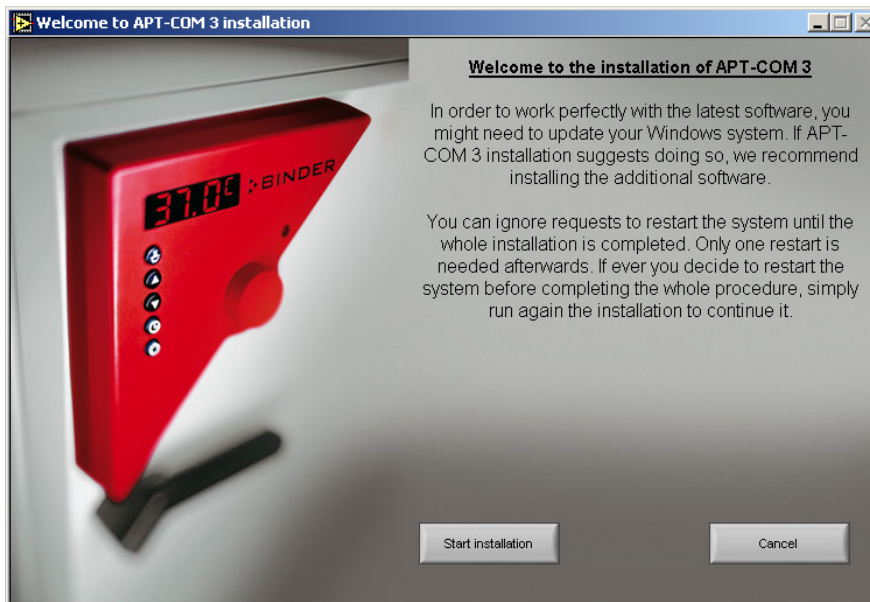 Welcome to APT-COM 3 installation
Welcome to the installation of APT-COM 3
In order to work perfectly with the latest software, you
might need to update your Windows system. If APT-
COM 3 installation suggests doing so, we recommend
installing the additional software.
You can ignore requests to restart the system until the
whole installation is completed. Only one restart is
needed afterwards. If ever you decide to restart the
system before completing the whole procedure, simply
run again the installation to continue it.
37.0°C
BINDER
Start installation
Cancel